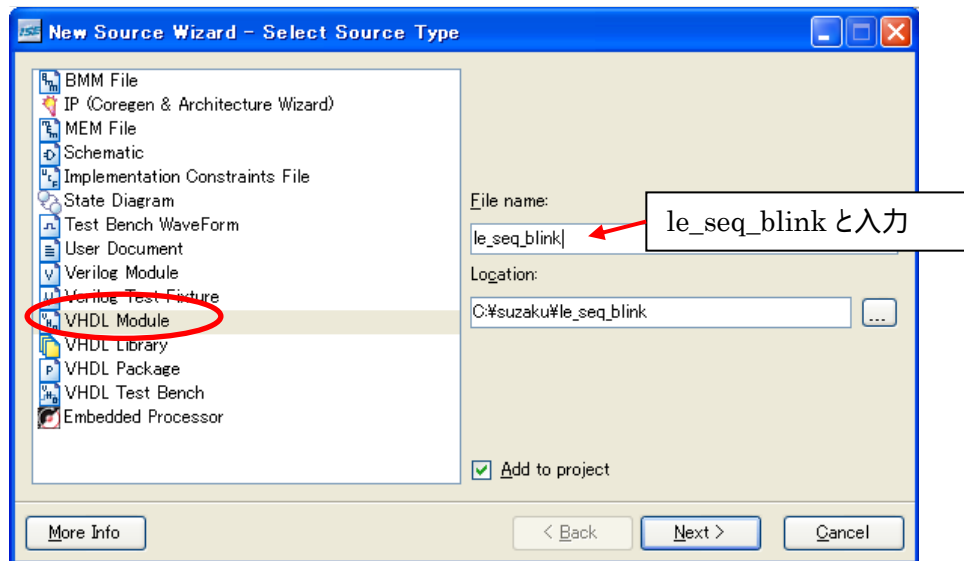 New Source Wizard - Select Source Type
BMM File
IP (Coregen & Architecture Wizard)
MEM File
Schematic
Implementation Constraints File
State Diagram
Test Bench WaveForm
User Document
Verilog Module
Verilog Test Fixture
VHDL Module
VHDL Library
VHDL Package
VHDL Test Bench
Embedded Processor
File name:
le_seq_blink
le_seq_blink と入力
Location:
C:¥suzaku¥le_seq_blink
...
Add to project
More Info
< Back
Next >
Cancel